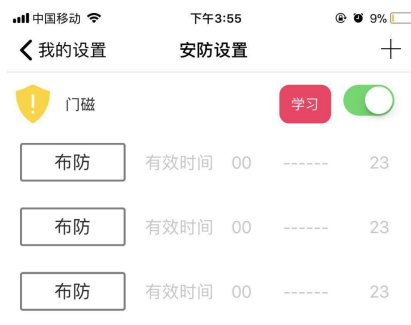 中国移动 下午3:55 9%
我的设置 安防设置
门磁 学习
布防 有效时间 00 ------ 23
布防 有效时间 00 ------ 23
布防 有效时间 00 ------ 23